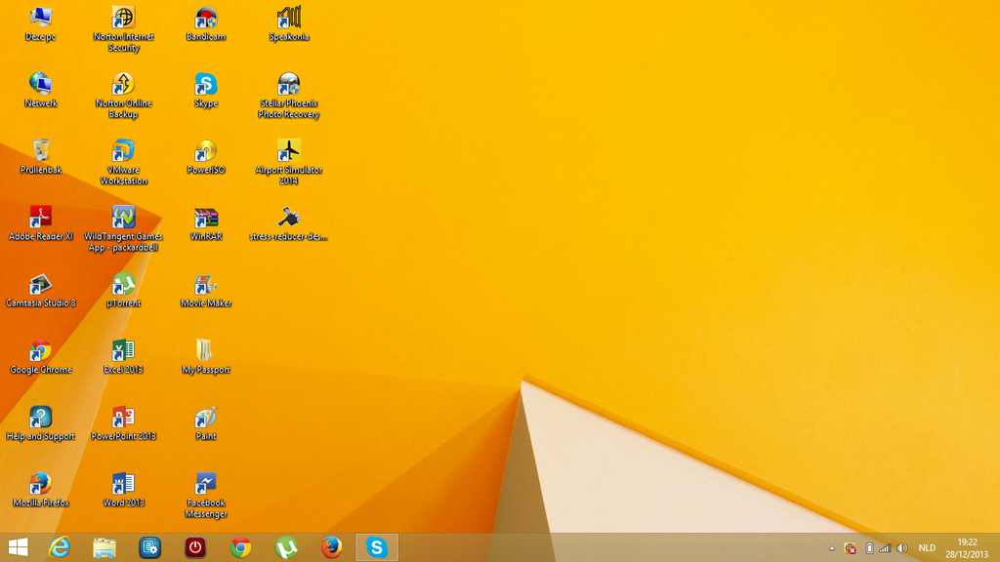 Deze pc
Netwerk
Prullenbak
Adobe Reader XI
Camtasia Studio 8
Google Chrome
Help and Support
Mozilla Firefox
Norton Internet
Security
Norton Online
Backup
VMware
Workstation
WildTangent Games
App - packardbell
µTorrent
Excel 2013
PowerPoint 2013
Word 2013
Bandicam
Skype
PowerISO
WinRAR
Movie Maker
My Passport
Paint
Facebook
Messenger
Speakonia
Stellar Phoenix
Photo Recovery
Airport Simulator
2014
stress-reducer-des...
NLD
19:22
28/12/2013